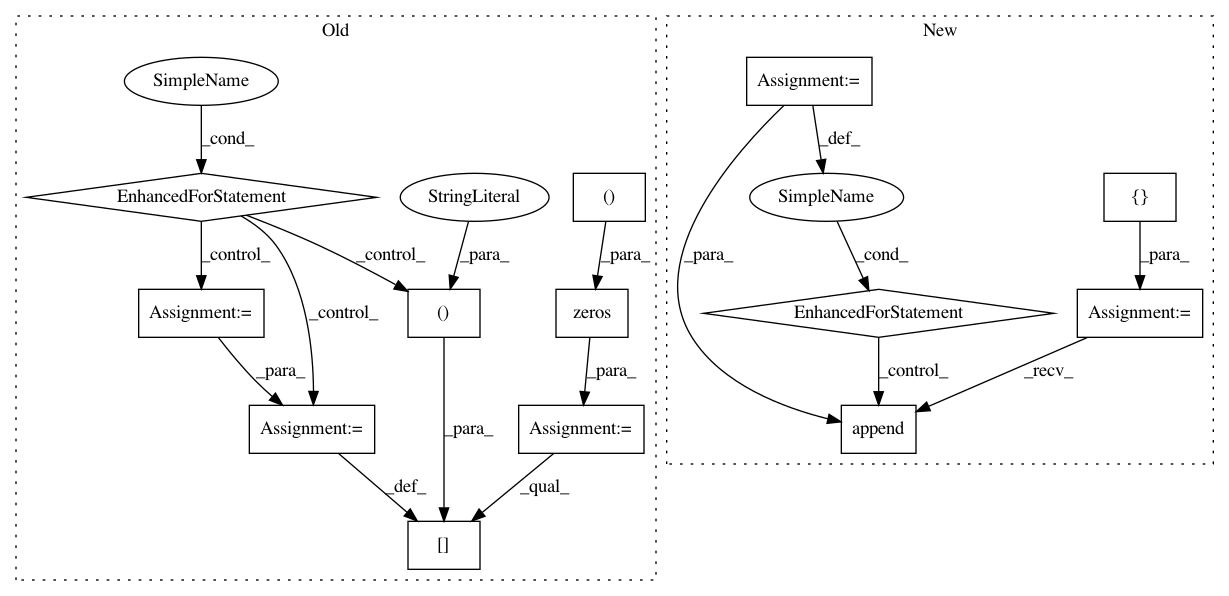 Old
New
SimpleName
Assignment:=
_cond_
_def_
EnhancedForStatement
StringLiteral
()
SimpleName
{}
_control_
_control_
_para_
_para_
_para_
_cond_
_para_
_control_
Assignment:=
()
zeros
EnhancedForStatement
Assignment:=
_para_
_para_
_control_
_recv_
Assignment:=
_para_
Assignment:=
append
_def_
_qual_
[]